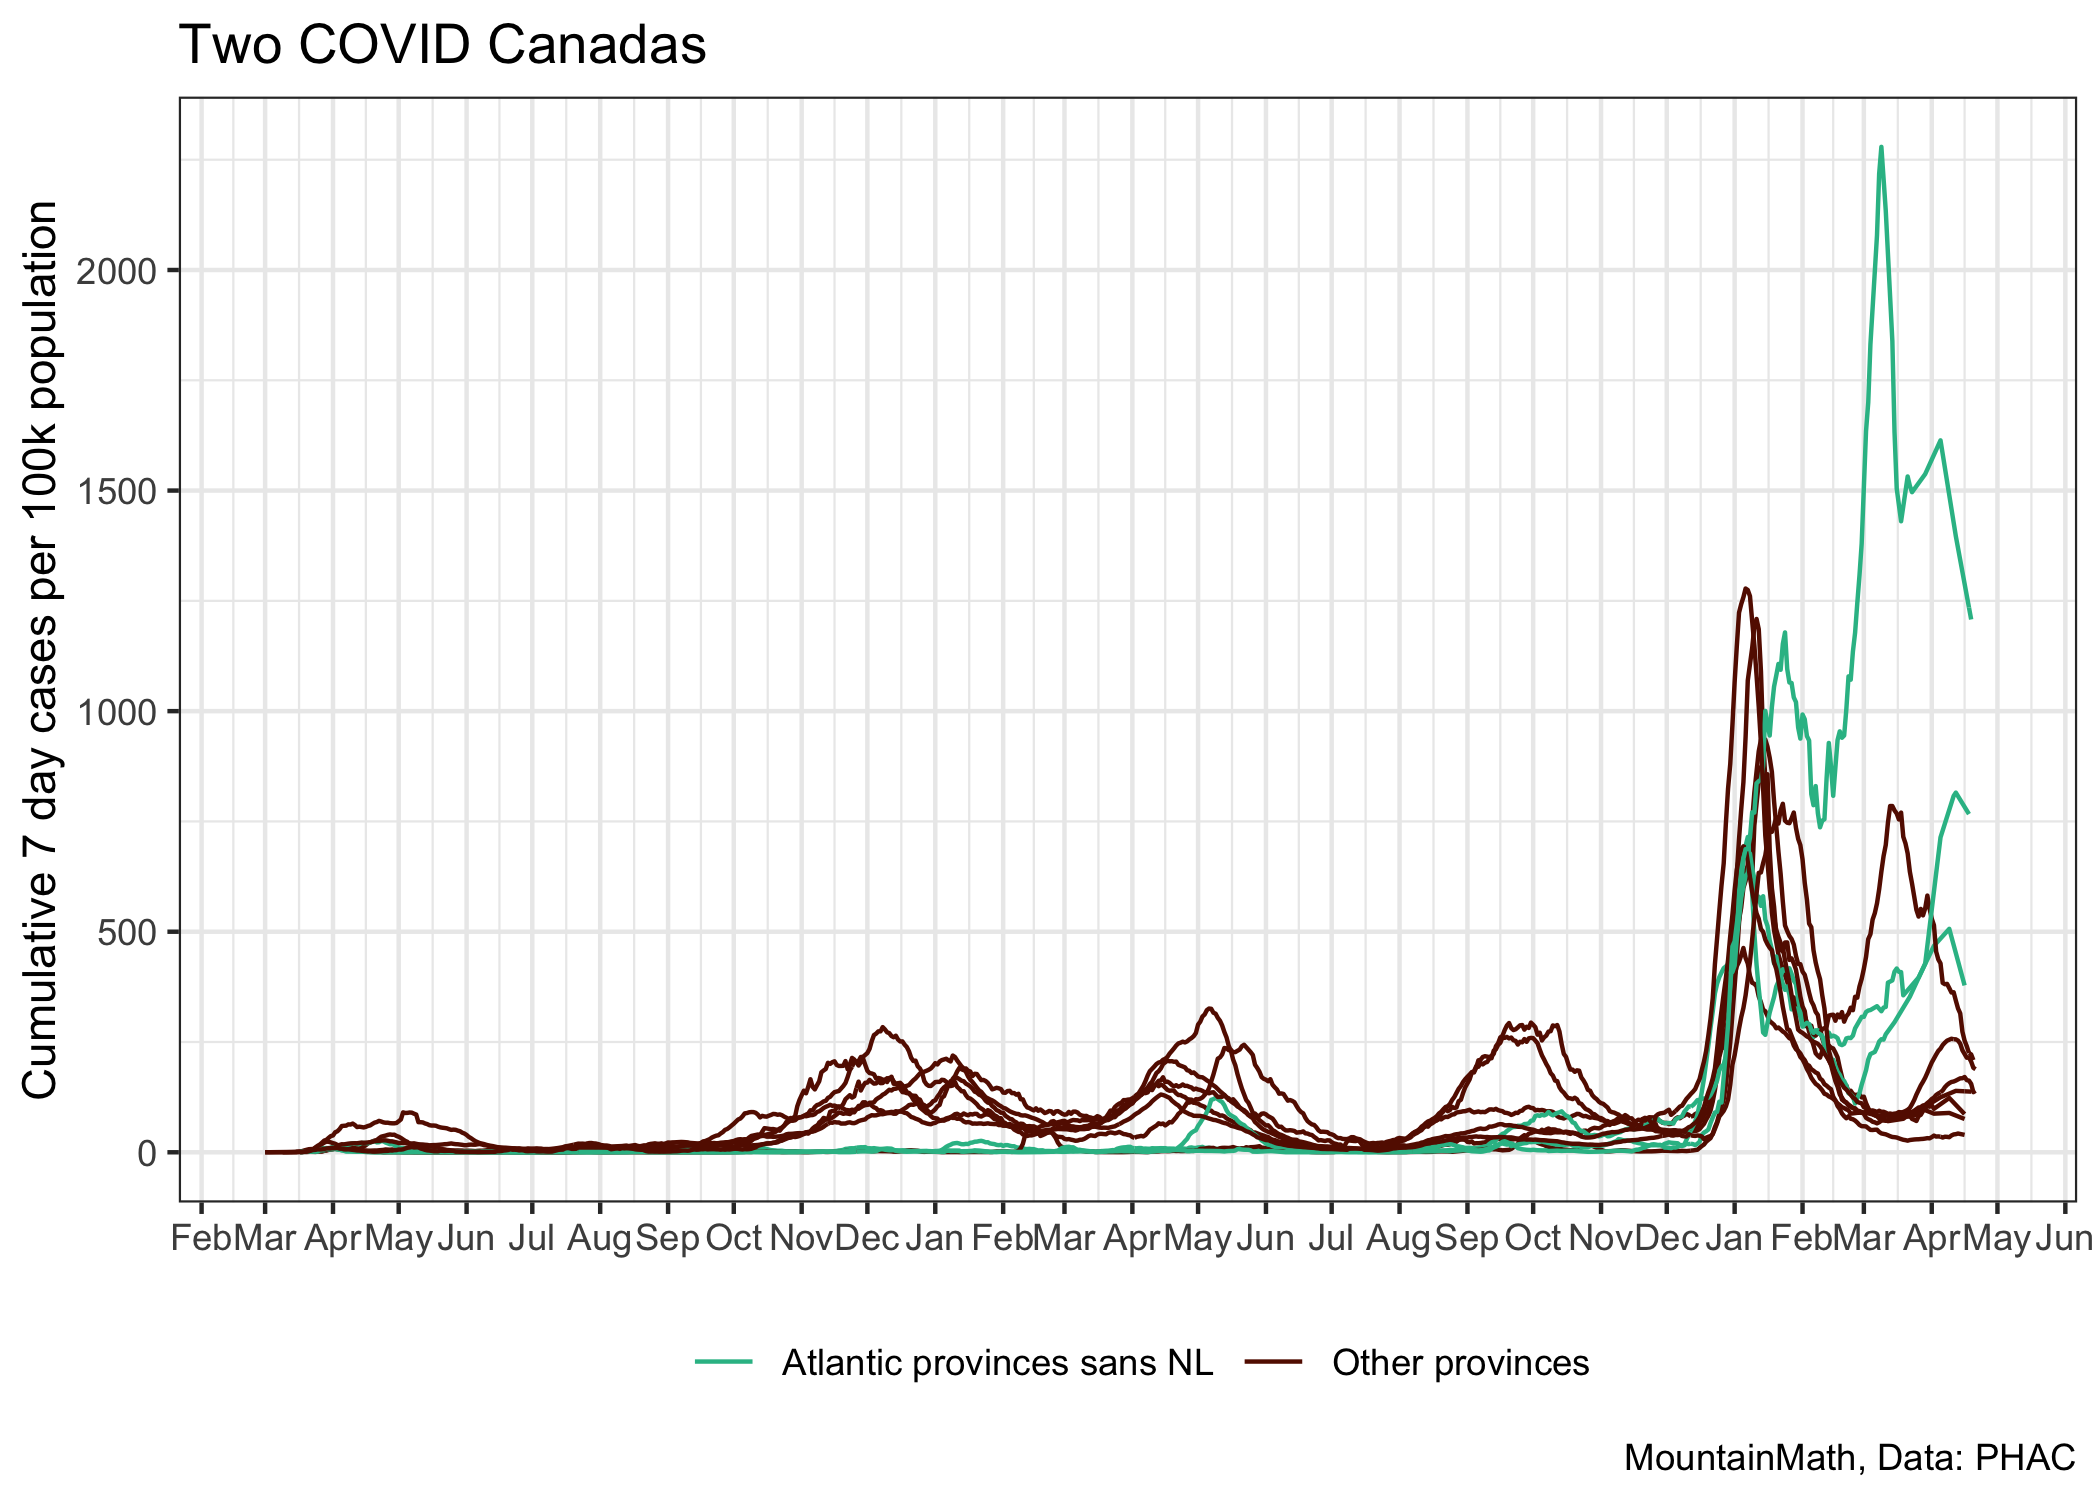 Two COVID Canadas
Cumulative 7 day cases per 100k population
2000
1500
1000
500
0
Feb Mar Apr May Jun Jul Aug Sep Oct Nov Dec Jan Feb Mar Apr May Jun Jul Aug Sep Oct Nov Dec Jan Feb Mar Apr May Jun
Atlantic provinces sans NL Other provinces
MountainMath, Data: PHAC